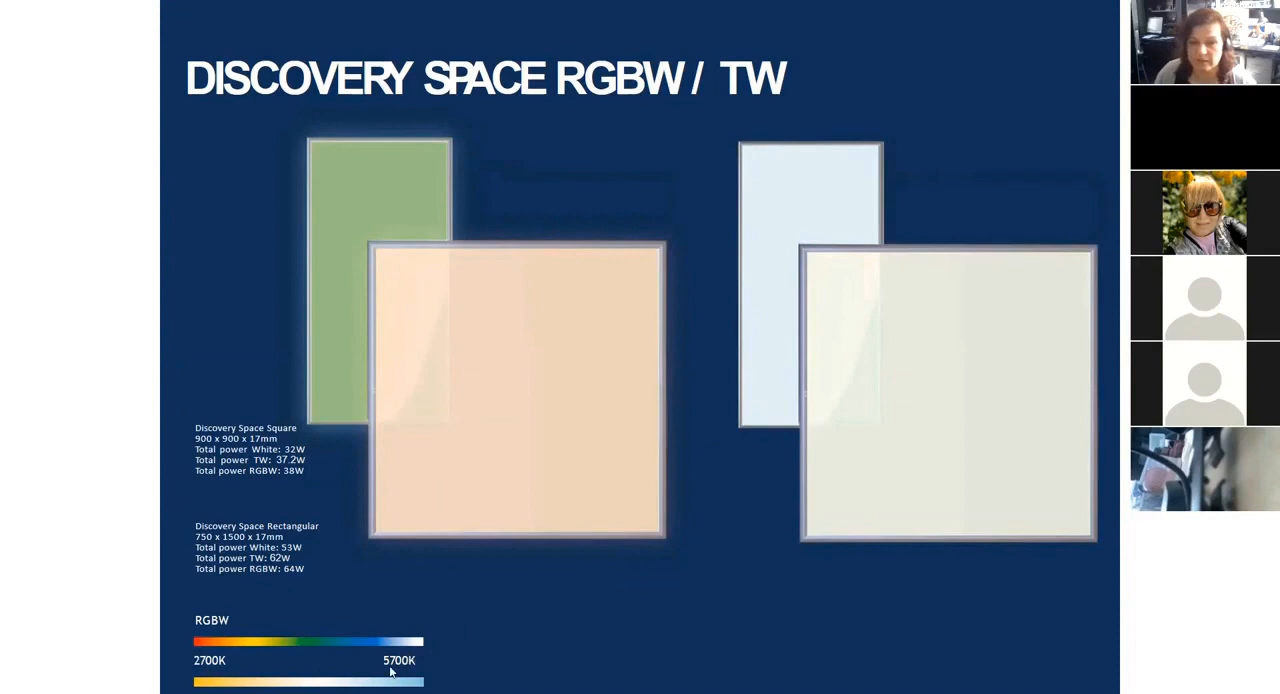 DISCOVERY SPACE RGBW / TW
Discovery Space Square
900 x 900 x 17mm
Total power White: 32W
Total power TW: 37.2W
Total power RGBW: 38W
Discovery Space Rectangular
750 x 1500 x 17mm
Total power White: 53W
Total power TW: 62W
Total power RGBW: 64W
RGBW
2700K 5700K